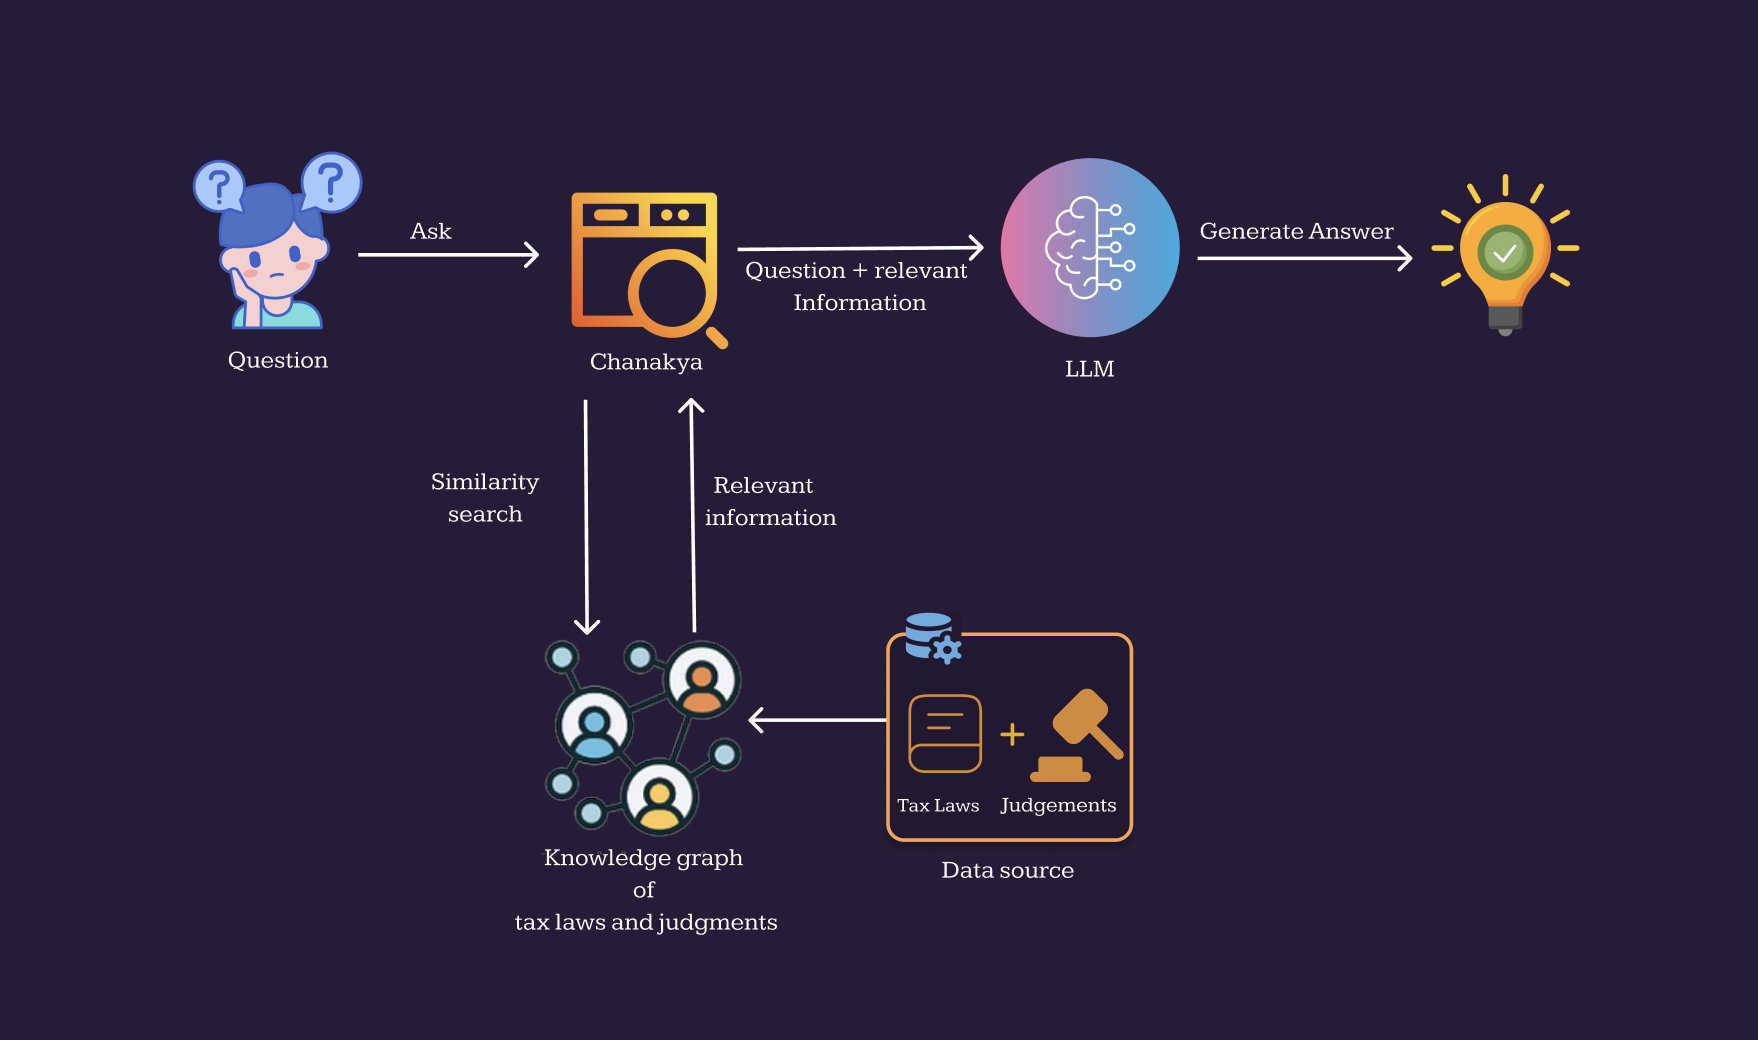 ?
?
Ask
Generate Answer
Question + relevant
Information
Question
Chanakya
LLM
Similarity
search
Relevant
information
Tax Laws
+
Judgements
Knowledge graph
of
tax laws and judgments
Data source